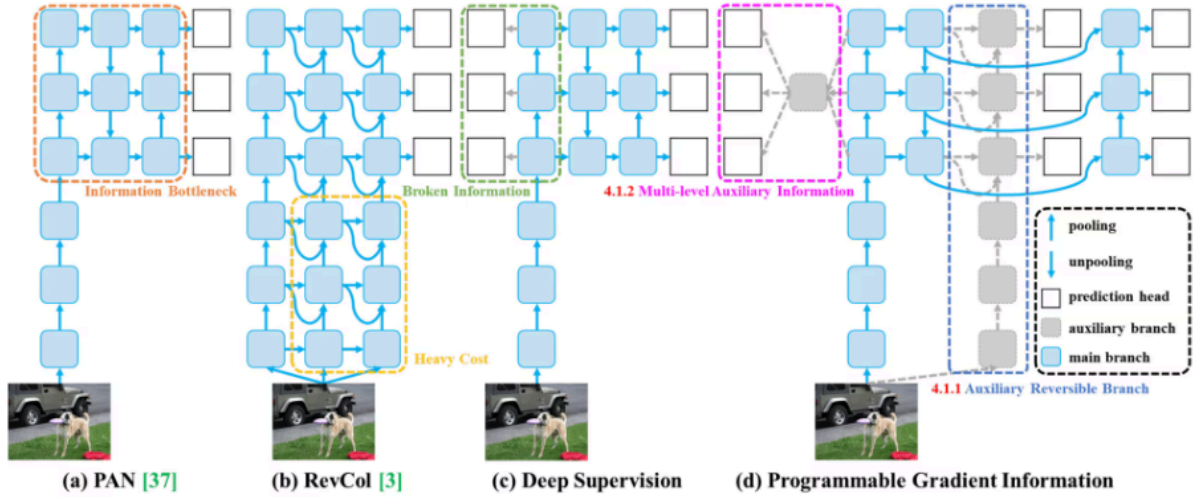 Information Bottleneck
Broken Information
4.1.2 Multi-level Auxiliary Information
pooling
unpooling
prediction head
auxiliary branch
main branch
Heavy Cost
4.1.1 Auxiliary Reversible Branch
(a) PAN [37]
(b) RevCol [3]
(c) Deep Supervision
(d) Programmable Gradient Information